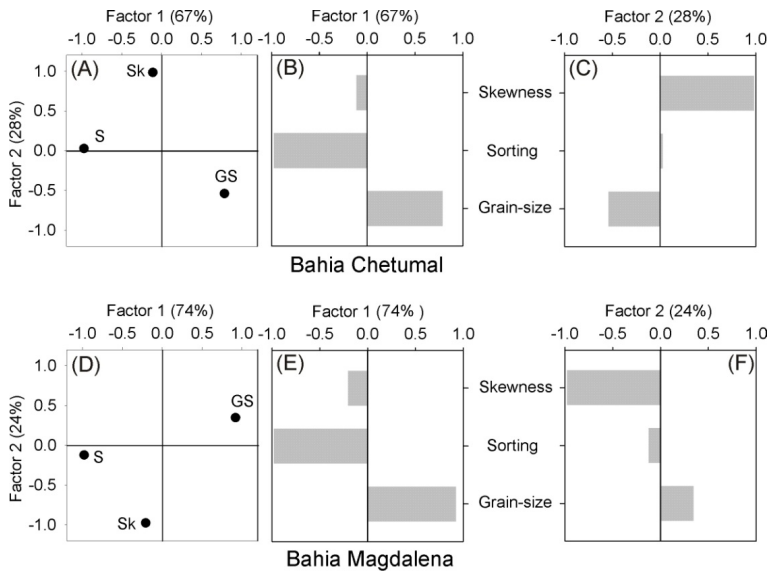 Factor 1 (67%)
Factor 1 (67%)
Factor 2 (28%)
-1.0 -0.5 0.0 0.5 1.0
-1.0 -0.5 0.0 0.5 1.0
-1.0 -0.5 0.0 0.5 1.0
(A)
(B)
(C)
Factor 2 (28%)
1.0
0.5
0.0
-0.5
-1.0
Sk
S
GS
Skewness
Sorting
Grain-size
Bahia Chetumal
Factor 1 (74%)
Factor 1 (74% )
Factor 2 (24%)
-1.0 -0.5 0.0 0.5 1.0
-1.0 -0.5 0.0 0.5 1.0
-1.0 -0.5 0.0 0.5 1.0
(D)
(E)
(F)
Factor 2 (24%)
1.0
0.5
0.0
-0.5
-1.0
GS
S
Sk
Skewness
Sorting
Grain-size
Bahia Magdalena